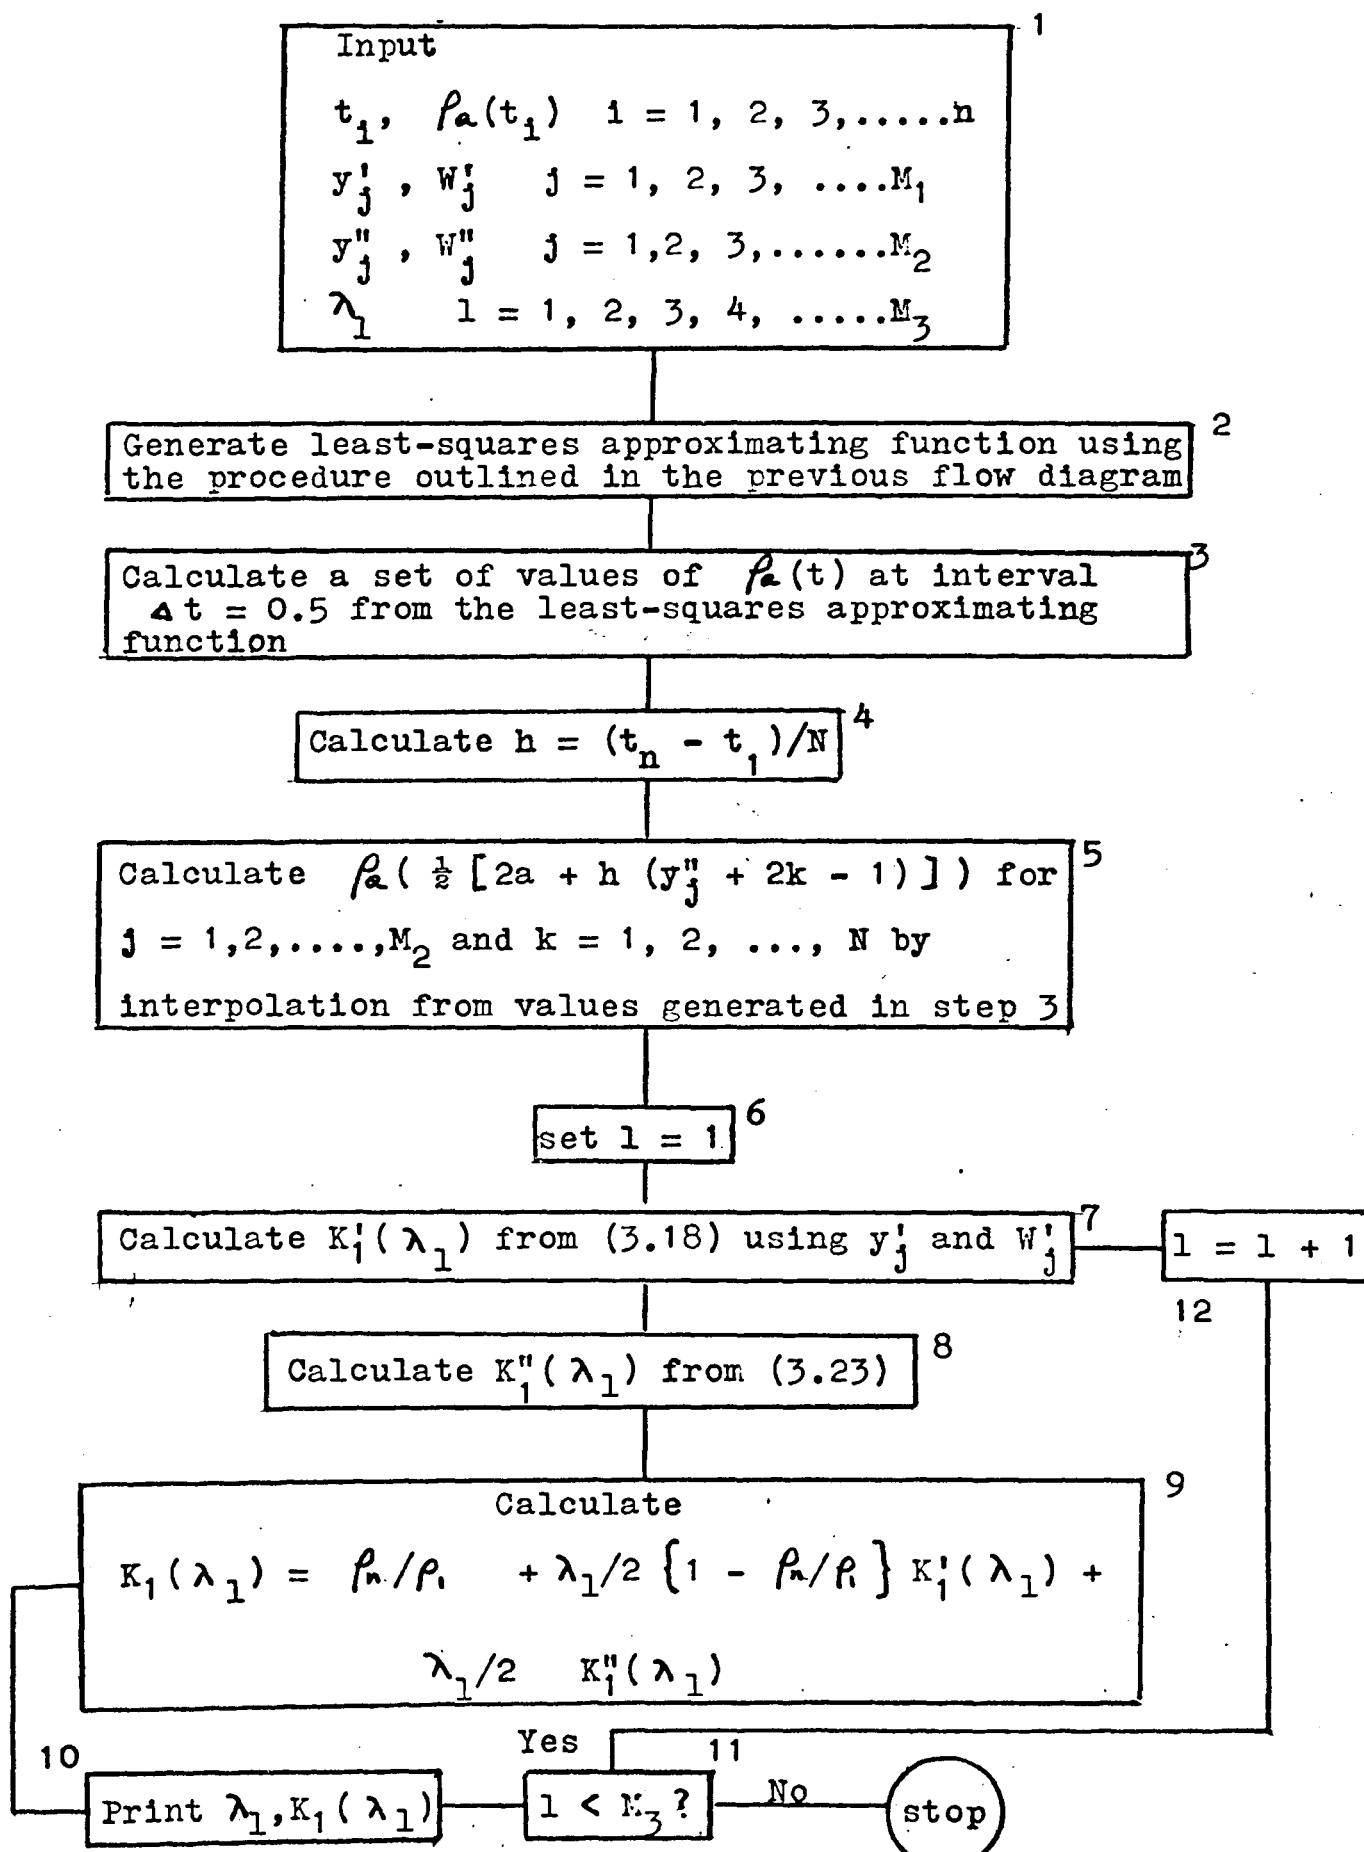 1
Input
t_i, ρa(t_i) i = 1, 2, 3,.....n
y'_j , W'_j j = 1, 2, 3, ....M_1
y"_j , W"_j j = 1,2, 3,......M_2
λ_l l = 1, 2, 3, 4, .....M_3
2
Generate least-squares approximating function using
the procedure outlined in the previous flow diagram
3
Calculate a set of values of ρa(t) at interval
Δt = 0.5 from the least-squares approximating
function
4
Calculate h = (t_n - t_1)/N
5
Calculate ρa( ½ [2a + h (y"_j + 2k - 1)]) for
j = 1,2,....,M_2 and k = 1, 2, ..., N by
interpolation from values generated in step 3
6
set l = 1
7
Calculate K'_1(λ_l) from (3.18) using y'_j and W'_j
l = l + 1
12
8
Calculate K"_1(λ_l) from (3.23)
9
Calculate
K_1(λ_l) = ρn/ρ1 + λ_l/2 {1 - ρn/ρ1} K'_1(λ_l) +
λ_l/2 K"_1(λ_l)
10
Print λ_l,K_1(λ_l)
Yes
11
l < M_3?
No
stop